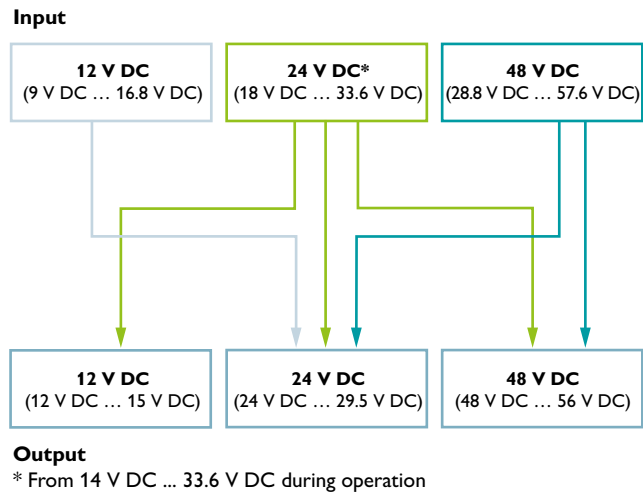 Input
12 V DC
(9 V DC … 16.8 V DC)
24 V DC*
(18 V DC … 33.6 V DC)
48 V DC
(28.8 V DC … 57.6 V DC)
12 V DC
(12 V DC … 15 V DC)
24 V DC
(24 V DC … 29.5 V DC)
48 V DC
(48 V DC … 56 V DC)
Output
* From 14 V DC ... 33.6 V DC during operation